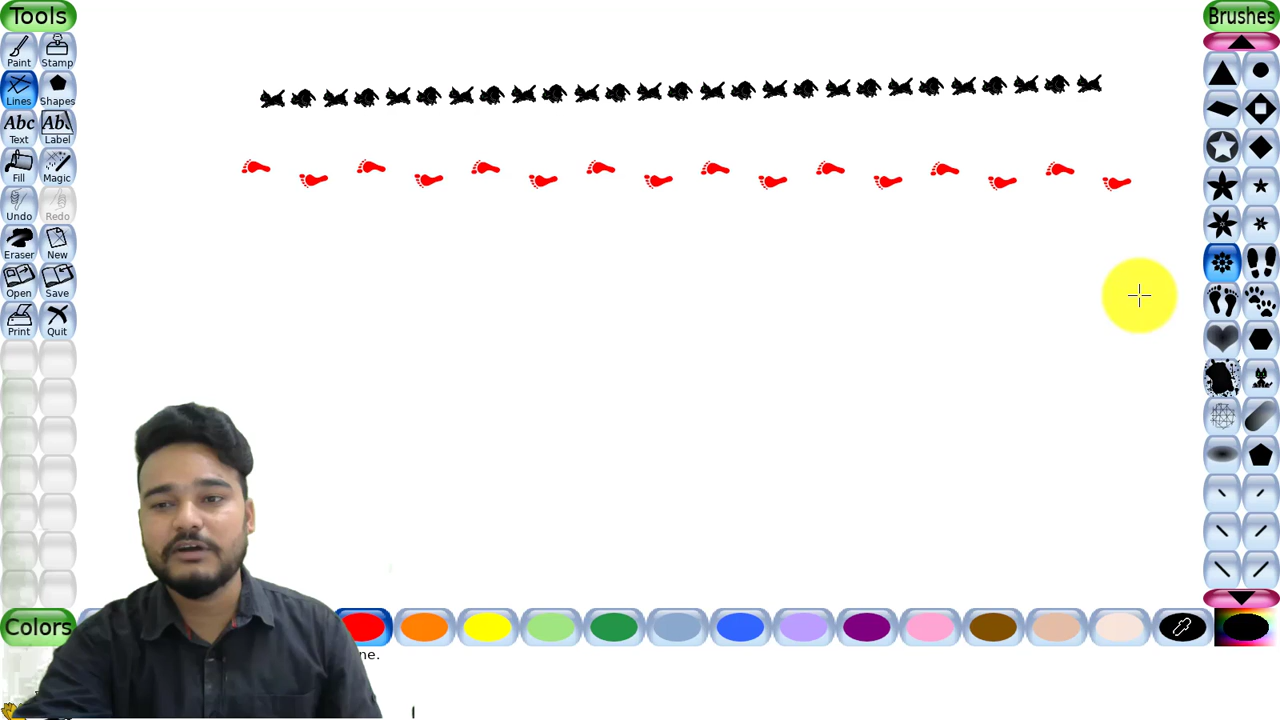 Tools
Brushes
Paint
Stamp
Lines
Shapes
Abc
Abc
Text
Label
Fill
Magic
Undo
Redo
Eraser
New
Open
Save
Print
Quit
Colors
ne.